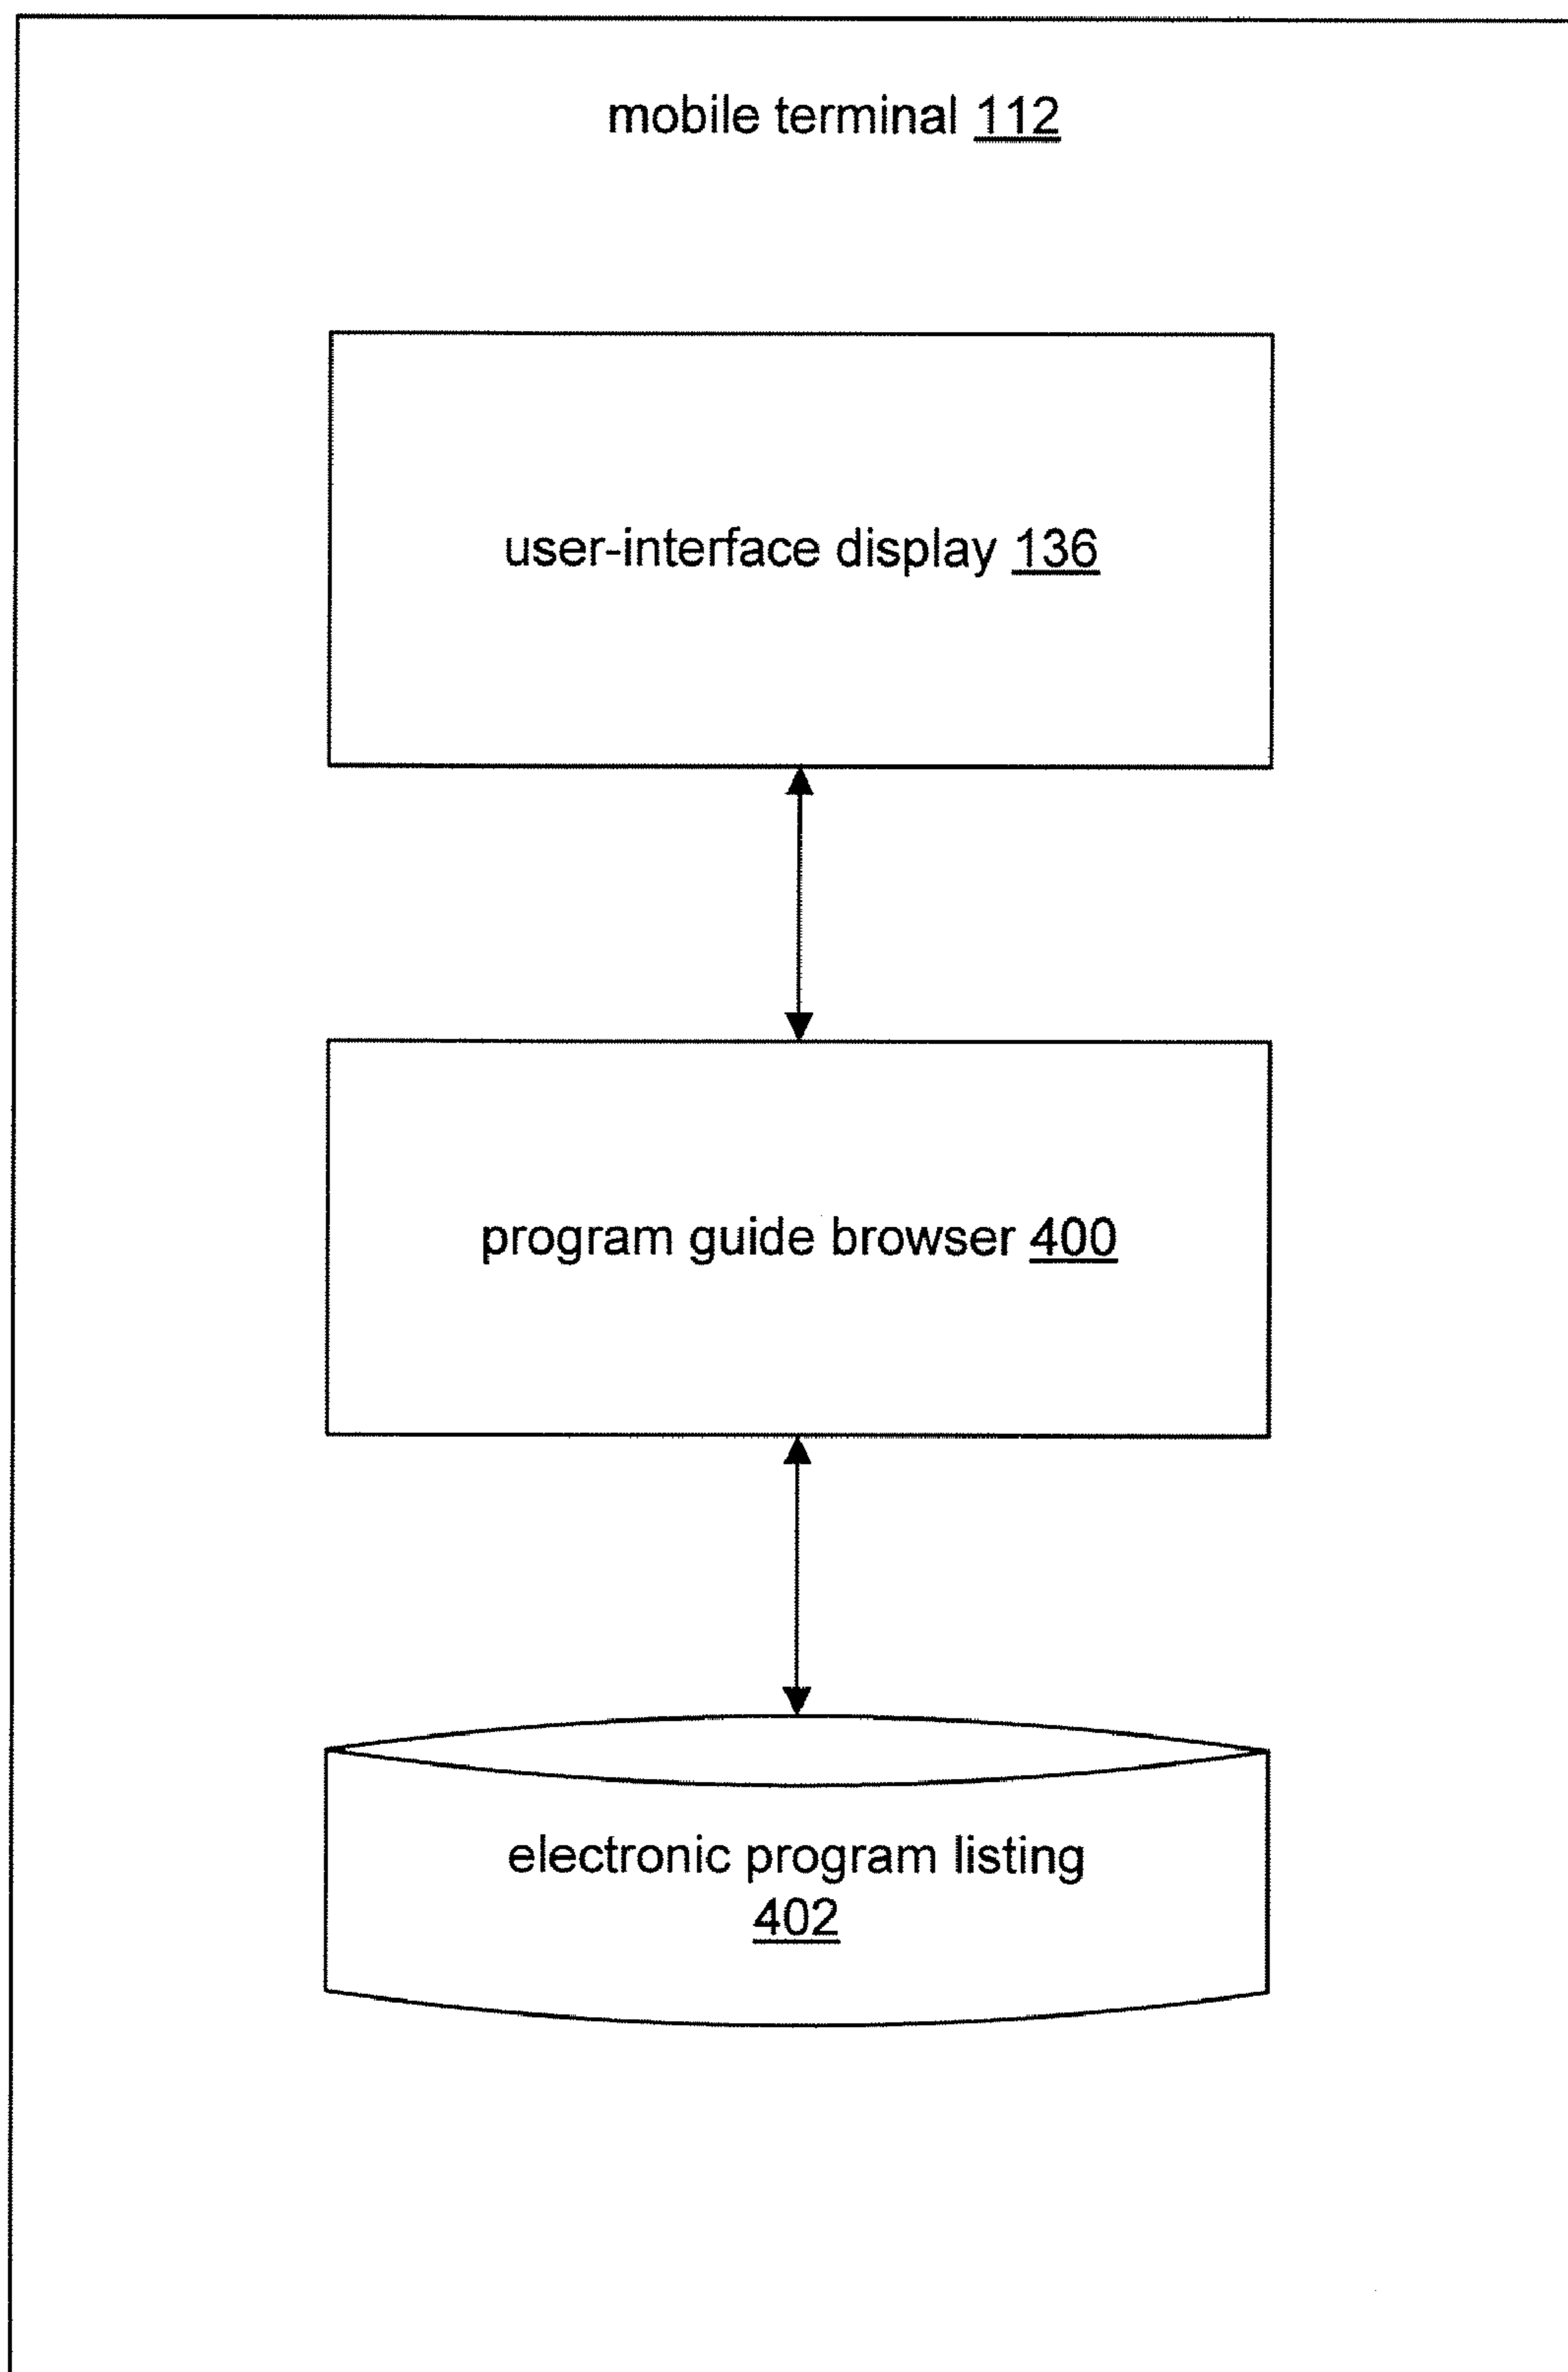 mobile terminal 112
user-interface display 136
program guide browser 400
electronic program listing
402